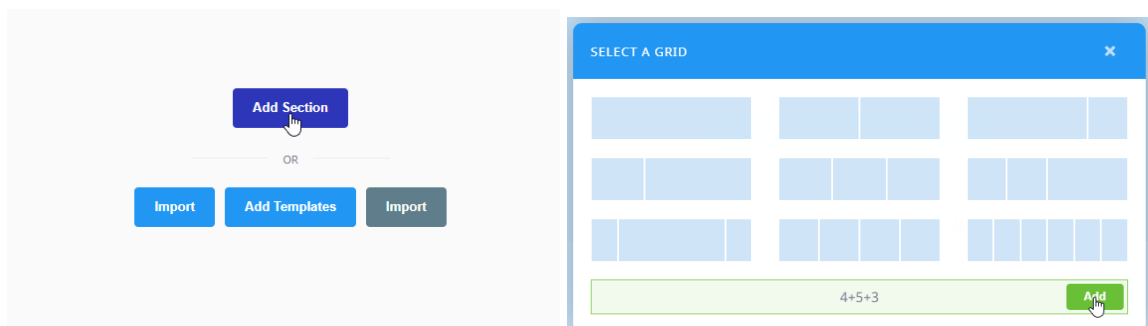 Add Section
OR
Import
Add Templates
Import
SELECT A GRID
4+5+3
Add